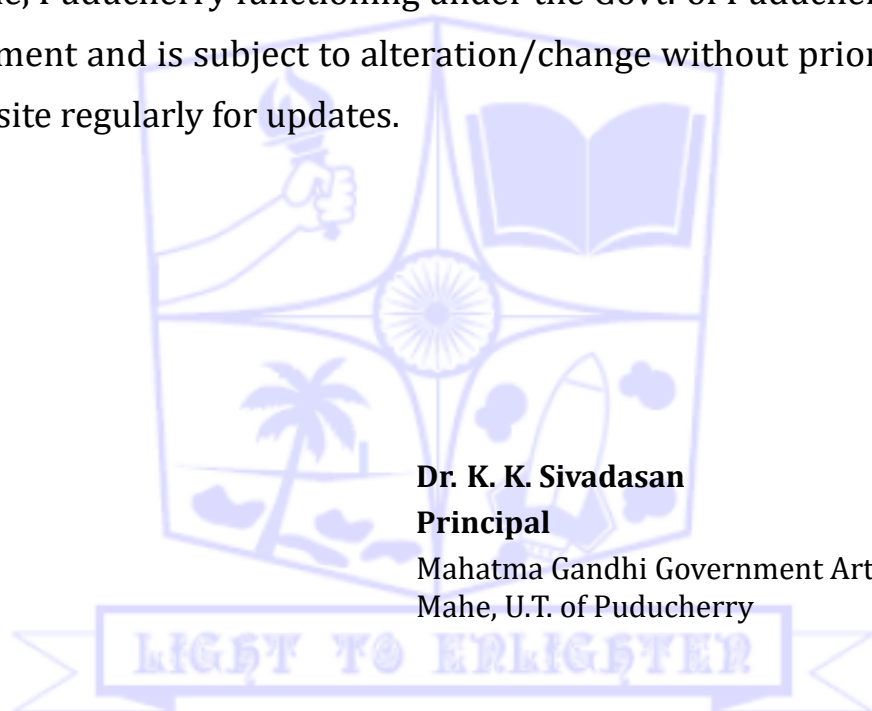 e, Puducherry functioning under the Govt. of Puducher
ment and is subject to alteration/change without prior
site regularly for updates.
Dr. K. K. Sivadasan
Principal
Mahatma Gandhi Government Art
Mahe, U.T. of Puducherry
LIGHT TO ENLIGHTEN